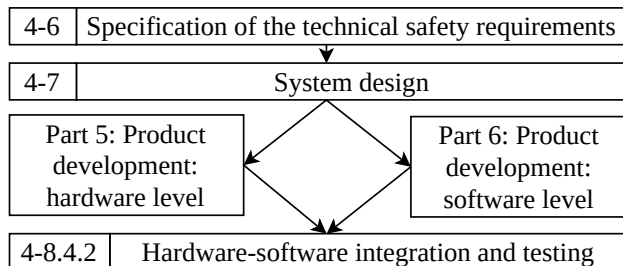 4-6 Specification of the technical safety requirements
4-7 System design
Part 5: Product
development:
hardware level
Part 6: Product
development:
software level
4-8.4.2 Hardware-software integration and testing